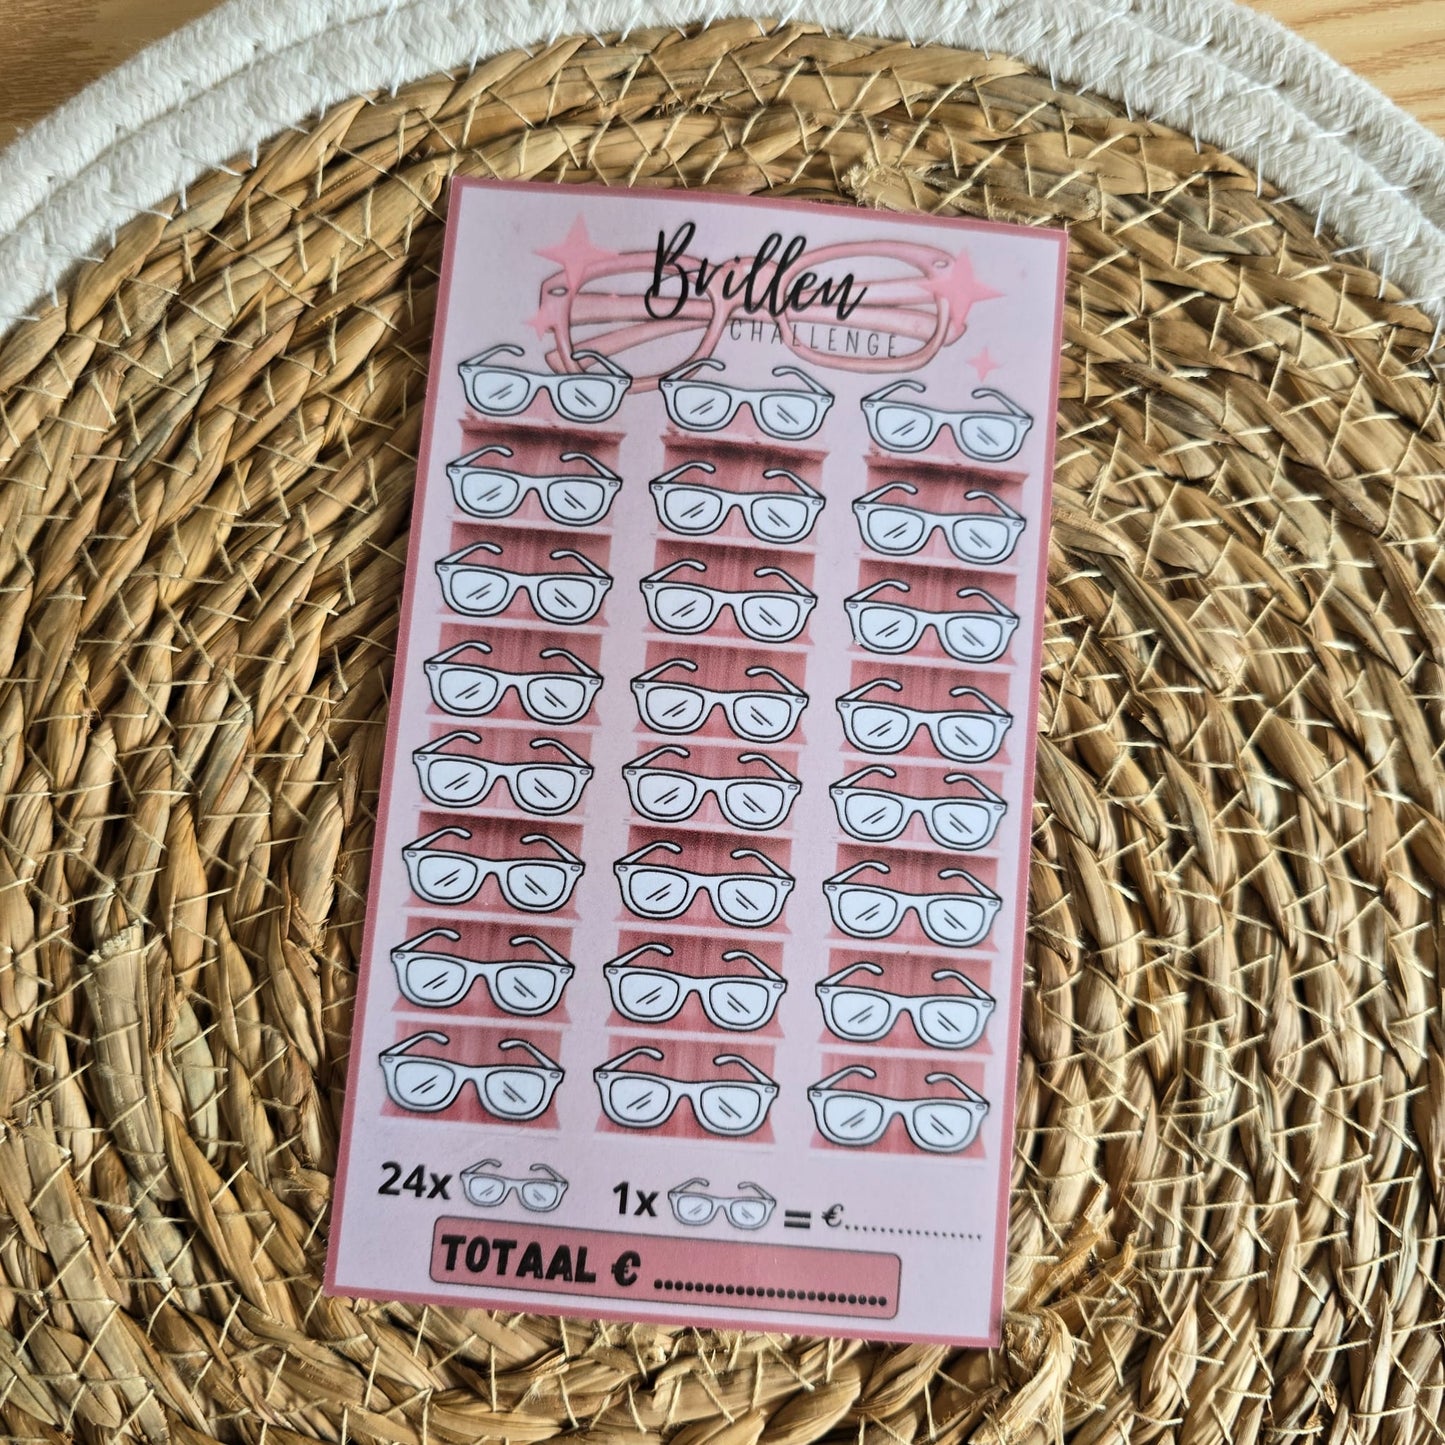 Brillen
CHALLENGE
24x 1x = €....................
TOTAAL € .......................